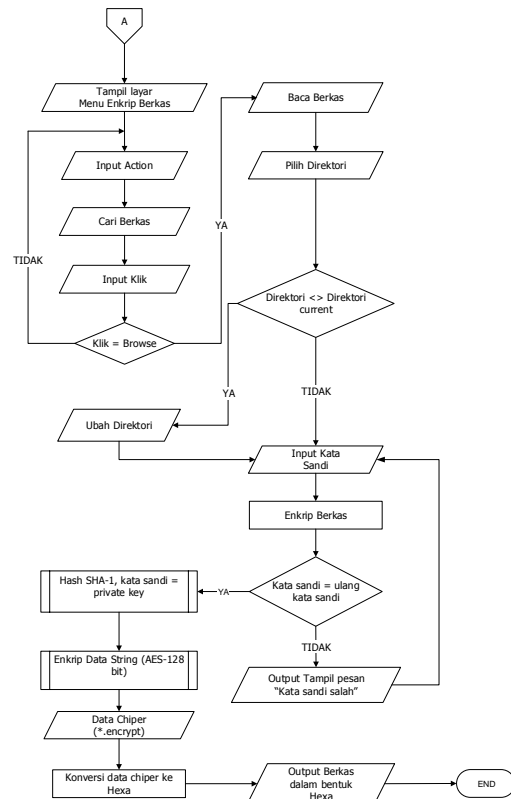 A
Tampil layar
Menu Enkrip Berkas
Input Action
Cari Berkas
Input Klik
Klik = Browse
TIDAK
YA
Baca Berkas
Pilih Direktori
Direktori <> Direktori
current
YA
TIDAK
Ubah Direktori
Input Kata
Sandi
Enkrip Berkas
Kata sandi = ulang
kata sandi
YA
TIDAK
Output Tampil pesan
“Kata sandi salah”
Hash SHA-1, kata sandi =
private key
Enkrip Data String (AES-128
bit)
Data Chiper
(*.encrypt)
Konversi data chiper ke
Hexa
Output Berkas
dalam bentuk
Hexa
END